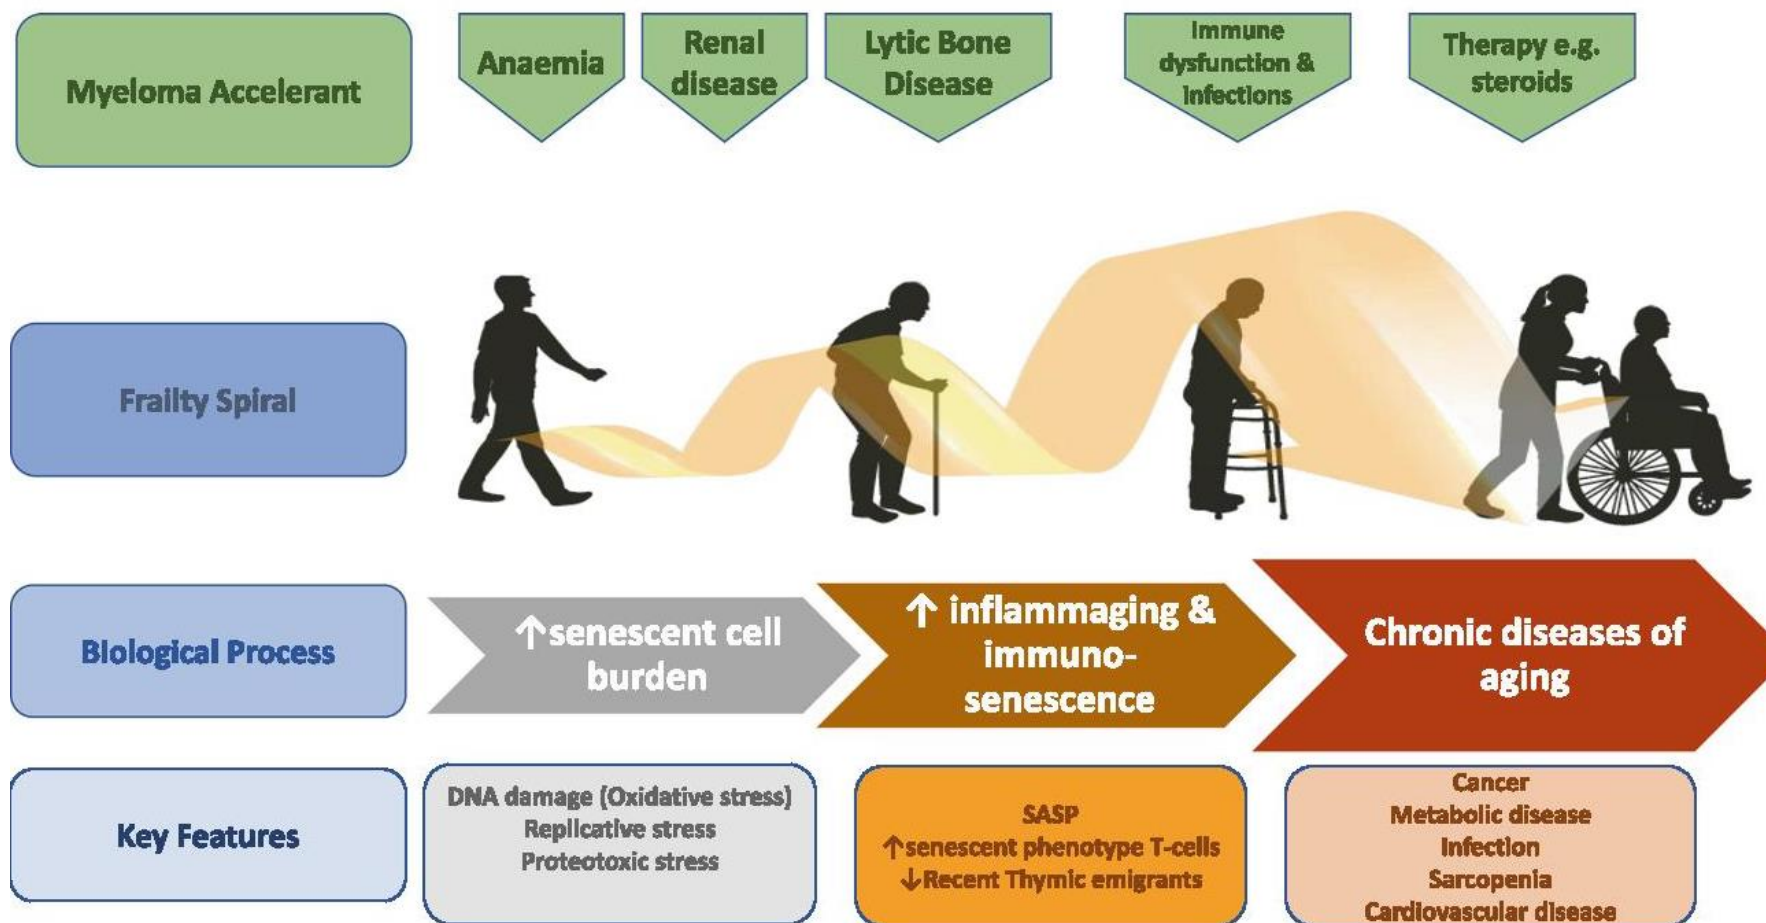 Myeloma Accelerant
Anaemia
Renal
disease
Lytic Bone
Disease
Immune
dysfunction &
infections
Therapy e.g.
steroids
Frailty Spiral
Biological Process
↑senescent cell
burden
↑ inflammaging &
immuno-
senescence
Chronic diseases of
aging
Key Features
DNA damage (Oxidative stress)
Replicative stress
Proteotoxic stress
SASP
↑senescent phenotype T-cells
↓Recent Thymic emigrants
Cancer
Metabolic disease
Infection
Sarcopenia
Cardiovascular disease